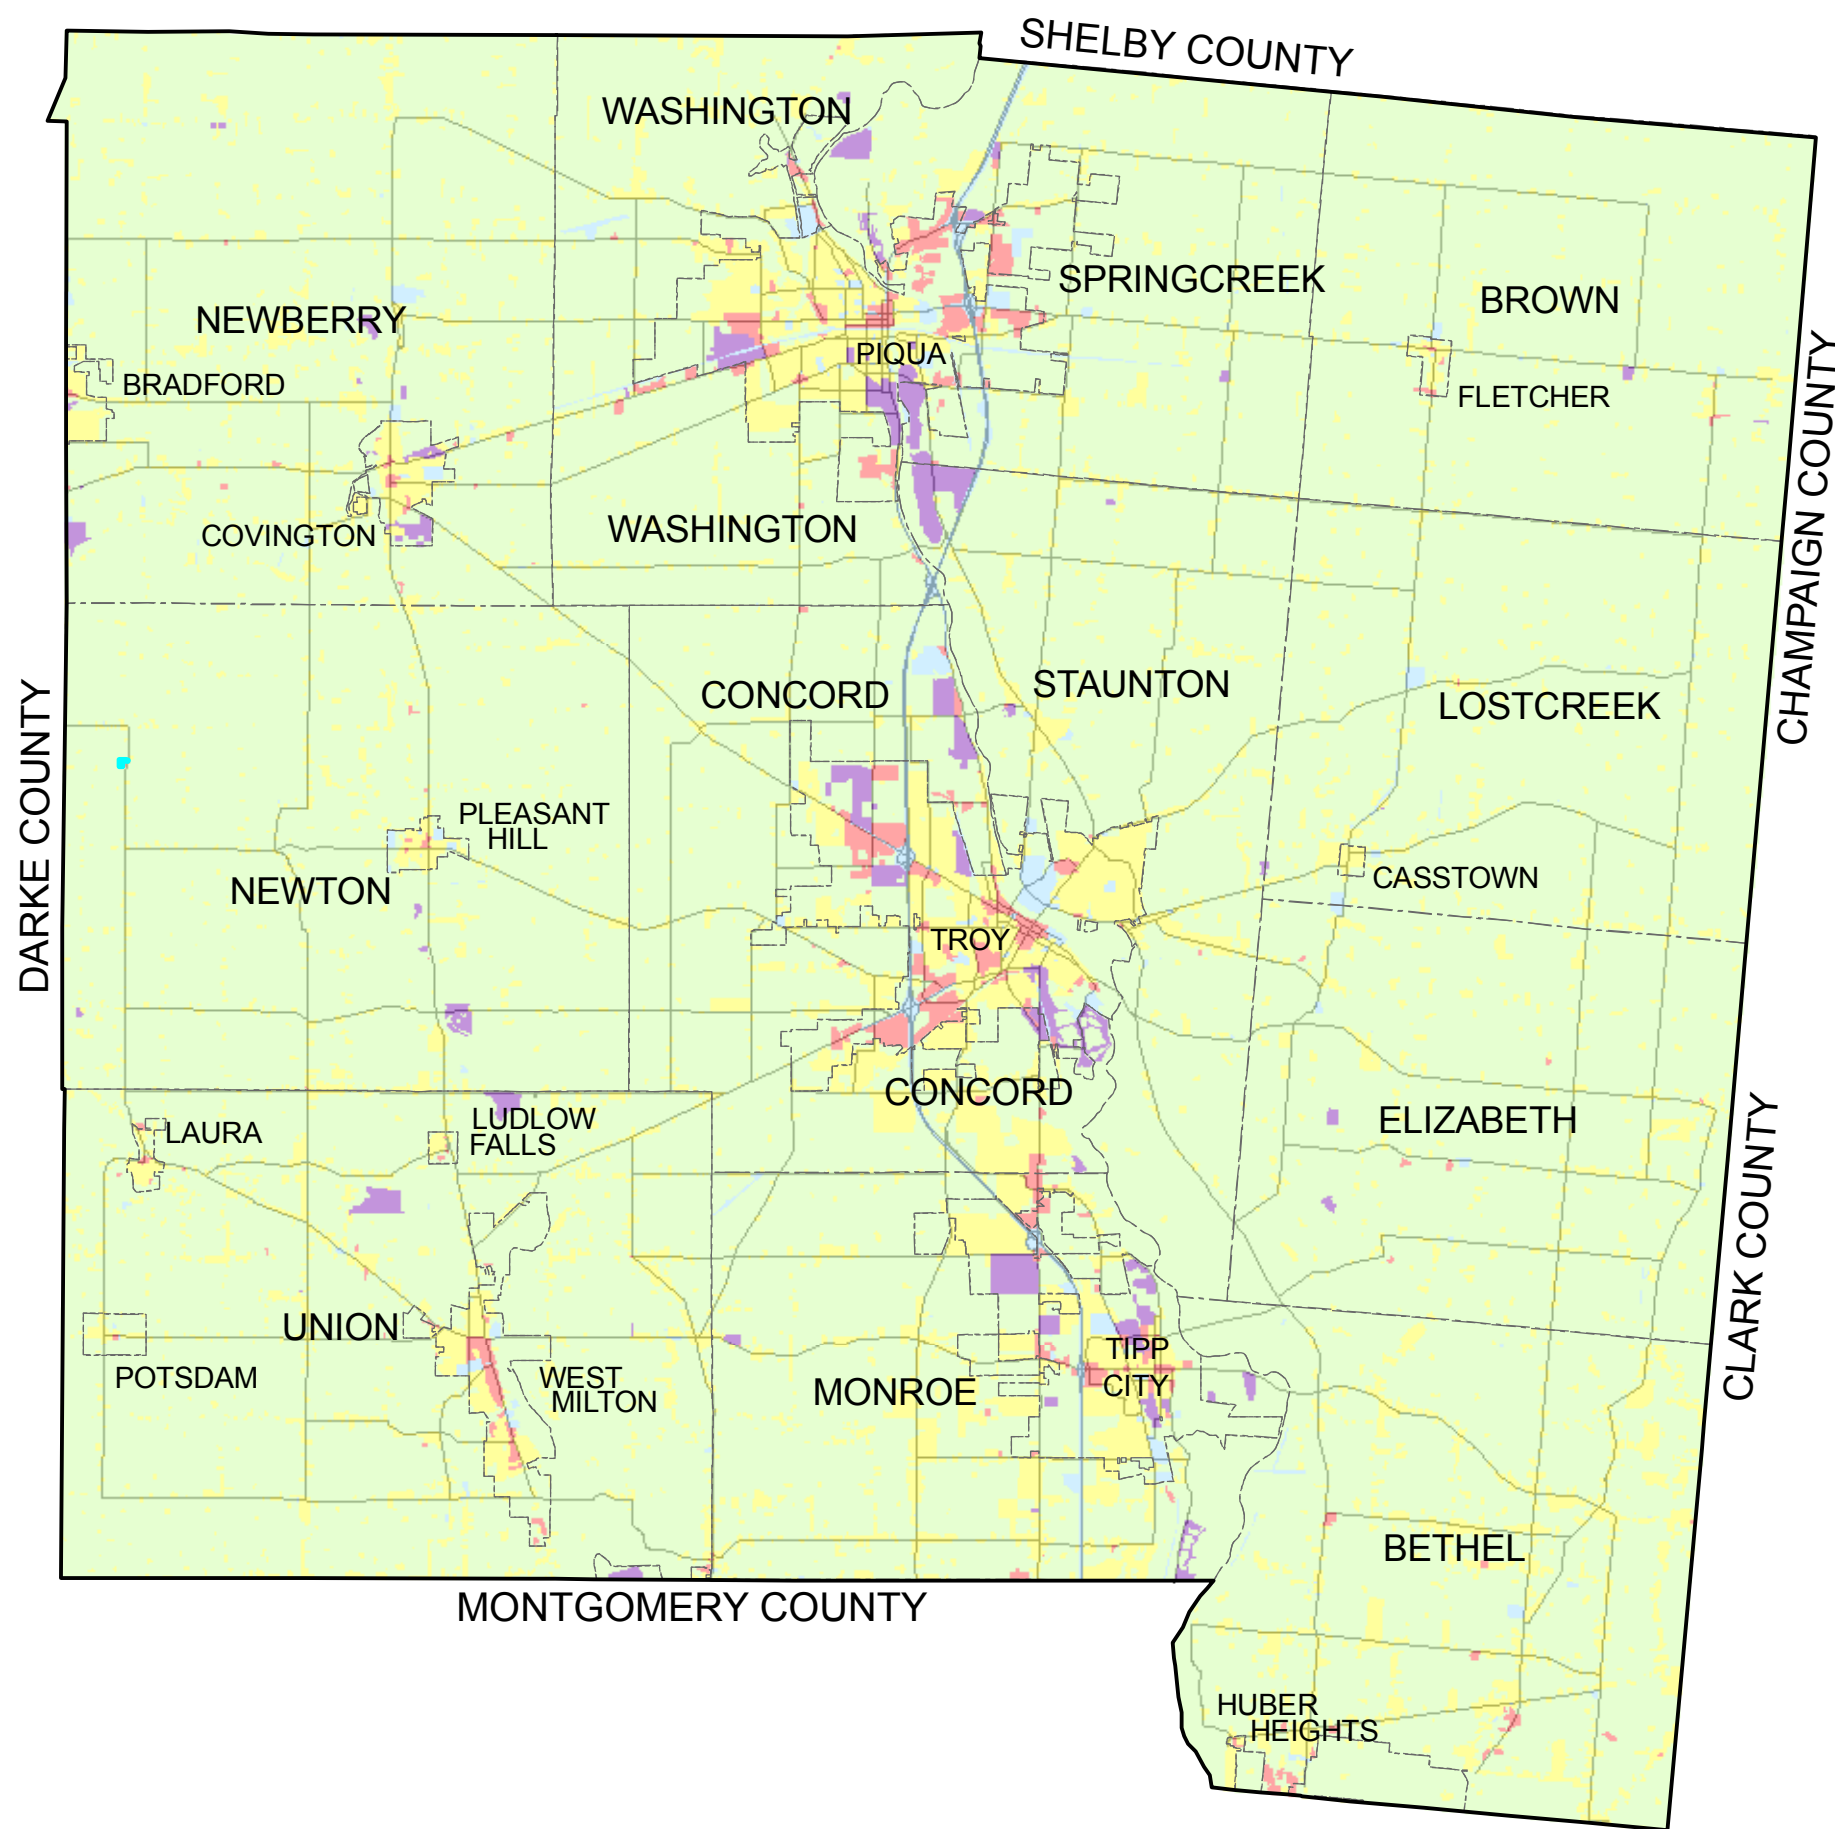 SHELBY COUNTY
WASHINGTON
SPRINGCREEK
BROWN
NEWBERRY
PIQUA
BRADFORD
FLETCHER
CHAMPAIGN COUNTY
COVINGTON
WASHINGTON
CONCORD
STAUNTON
LOSTCREEK
DARKE COUNTY
PLEASANT
HILL
NEWTON
CASSTOWN
TROY
CONCORD
LAURA
LUDLOW
FALLS
ELIZABETH
CLARK COUNTY
UNION
POTSDAM
WEST
MILTON
MONROE
TIPP
CITY
BETHEL
MONTGOMERY COUNTY
HUBER
HEIGHTS